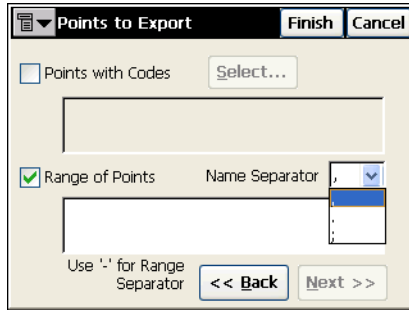 Points to Export Finish Cancel
Points with Codes Select...
Range of Points Name Separator ,
.
;
Use '-' for Range
Separator << Back Next >>